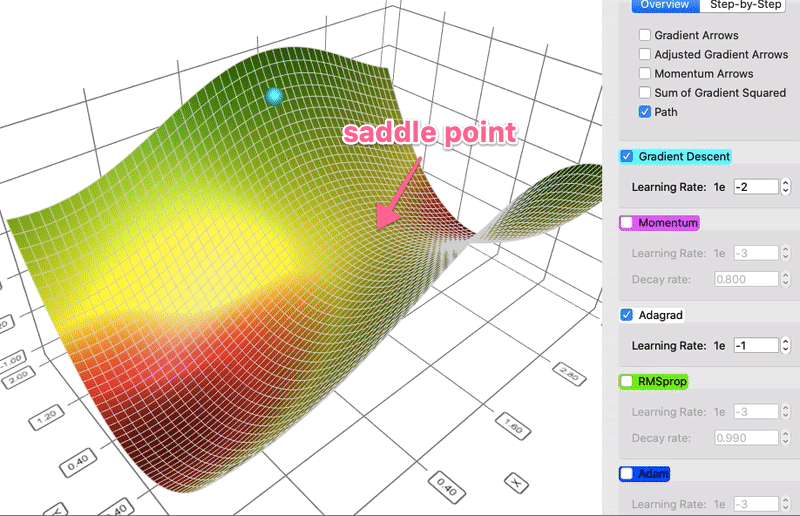 Overview Step-by-Step
Gradient Arrows
Adjusted Gradient Arrows
Momentum Arrows
Sum of Gradient Squared
Path
saddle point
Gradient Descent
Learning Rate: 1e -2
Momentum
Learning Rate: 1e -3
Decay rate: 0.800
Adagrad
Learning Rate: 1e -1
RMSprop
Learning Rate: 1e -3
Decay rate: 0.990
Adam
Learning Rate: 1e -3
-1.00
2.00
1.20
0.40
2.80
1.60
0.40
X